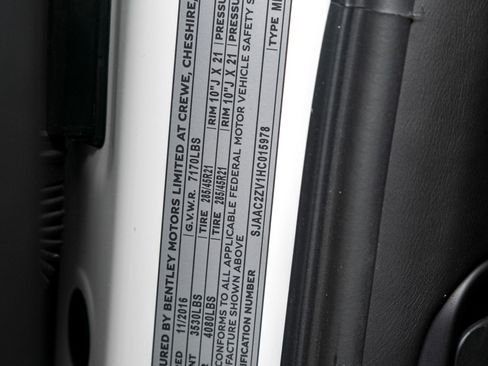 URED BY BENTLEY MOTORS LIMITED AT CREWE, CHESHIRE,
11/2016 G.V.W.R. 7170LBS
3530LBS TIRE 285/45R21 RIM 10"J X 21 PRESSU
4080LBS TIRE 285/45R21 RIM 10"J X 21 PRESSU
CONFORMS TO ALL APPLICABLE FEDERAL MOTOR VEHICLE SAFETY S
FACTURE SHOWN ABOVE
FICATION NUMBER SJAAC2ZV1HC015978 TYPE